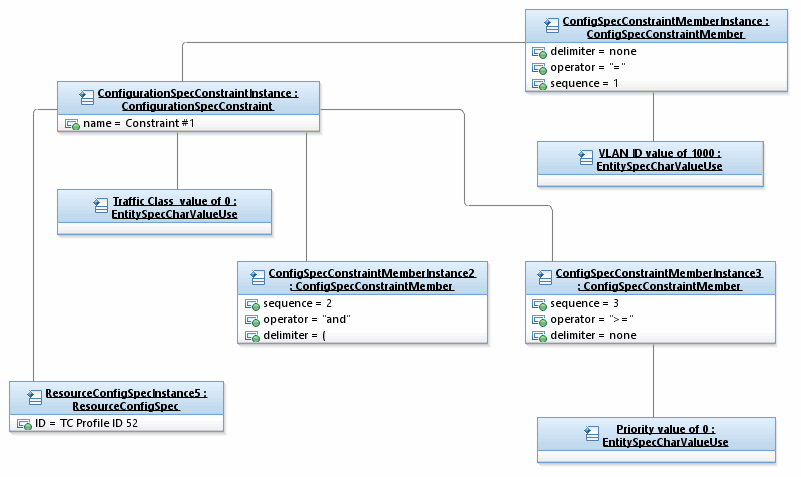 ConfigSpecConstraintMemberInstance :
ConfigSpecConstraintMember
delimiter = none
operator = "="
sequence = 1
ConfigurationSpecConstraintInstance :
ConfigurationSpecConstraint
name = Constraint #1
VLAN ID value of 1000 :
EntitySpecCharValueUse
Traffic Class value of 0 :
EntitySpecCharValueUse
ConfigSpecConstraintMemberInstance2
: ConfigSpecConstraintMember
sequence = 2
operator = "and"
delimiter = (
ConfigSpecConstraintMemberInstance3
: ConfigSpecConstraintMember
sequence = 3
operator = ">="
delimiter = none
ResourceConfigSpecInstance5 :
ResourceConfigSpec
ID = TC Profile ID 52
Priority value of 0 :
EntitySpecCharValueUse